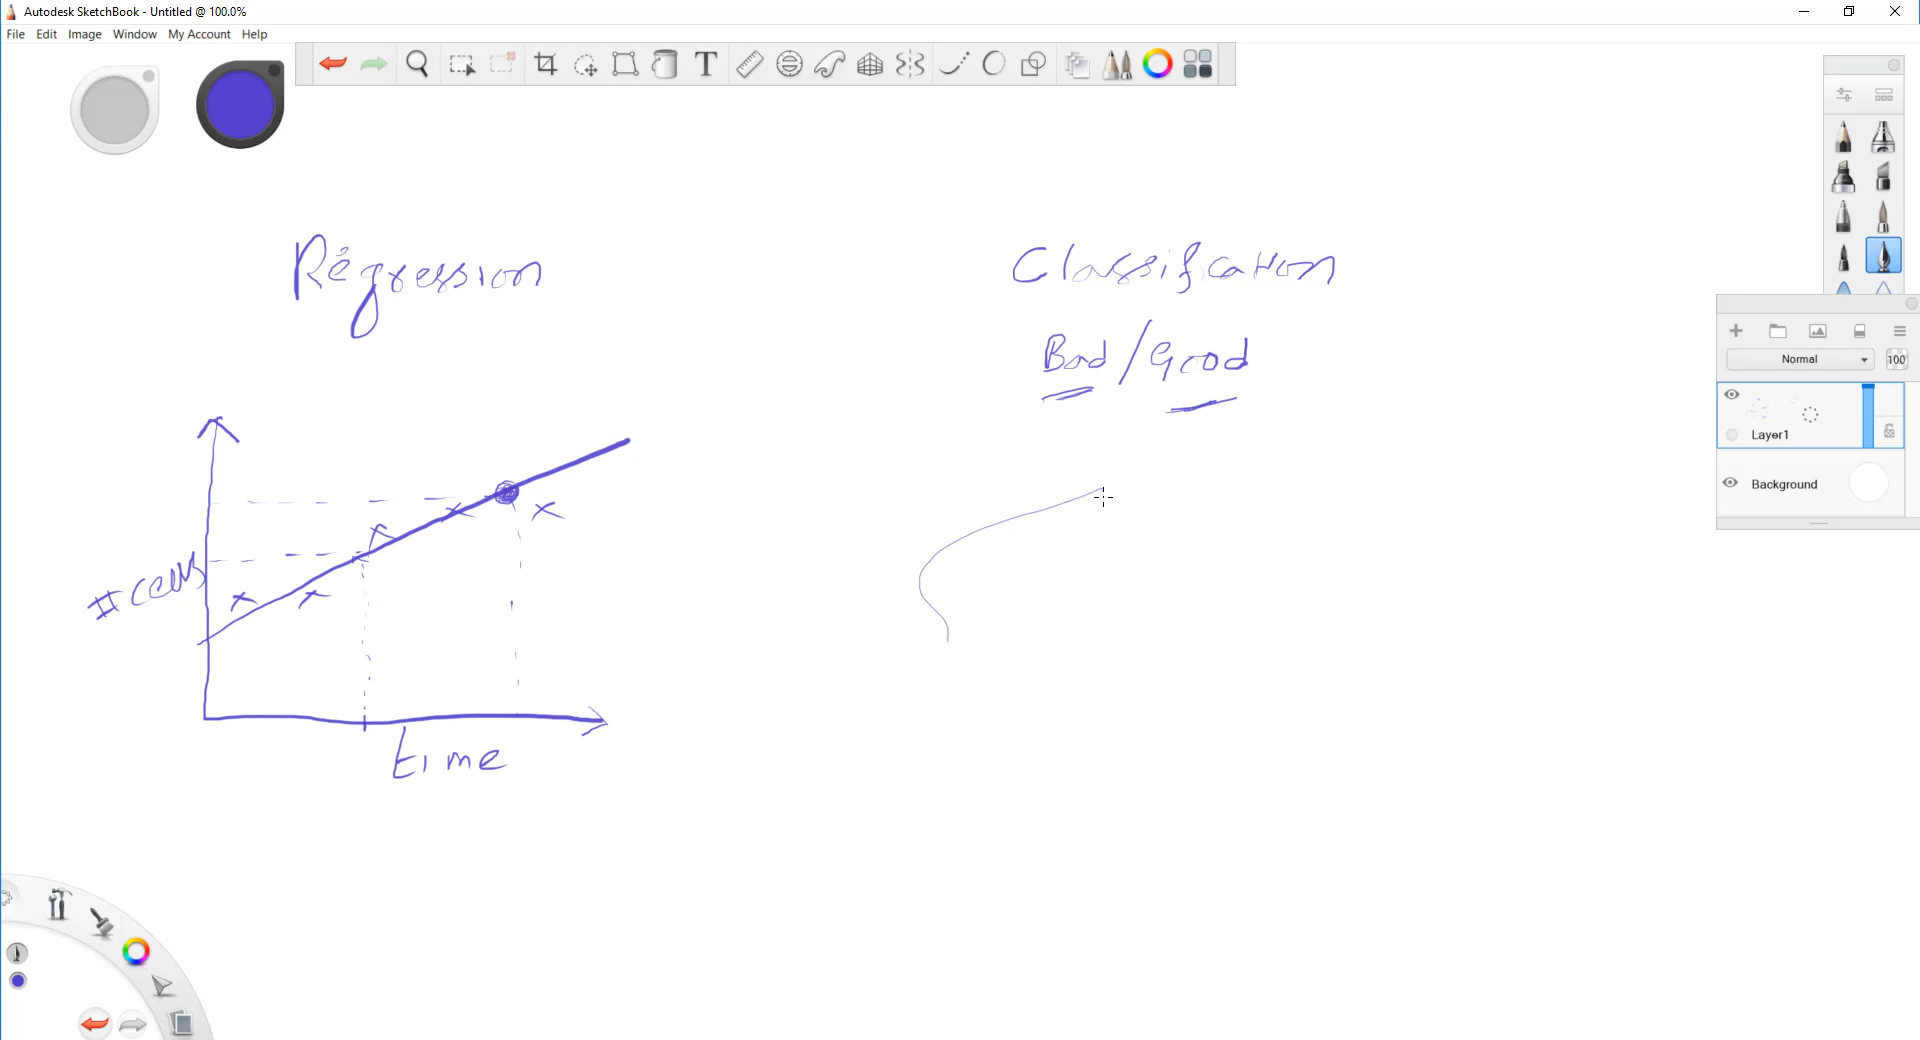 Autodesk SketchBook - Untitled @ 100.0%
File Edit Image Window My Account Help
T
Régression
Classification
Bad/Good
# cells
time
Normal
100
Layer1
Background